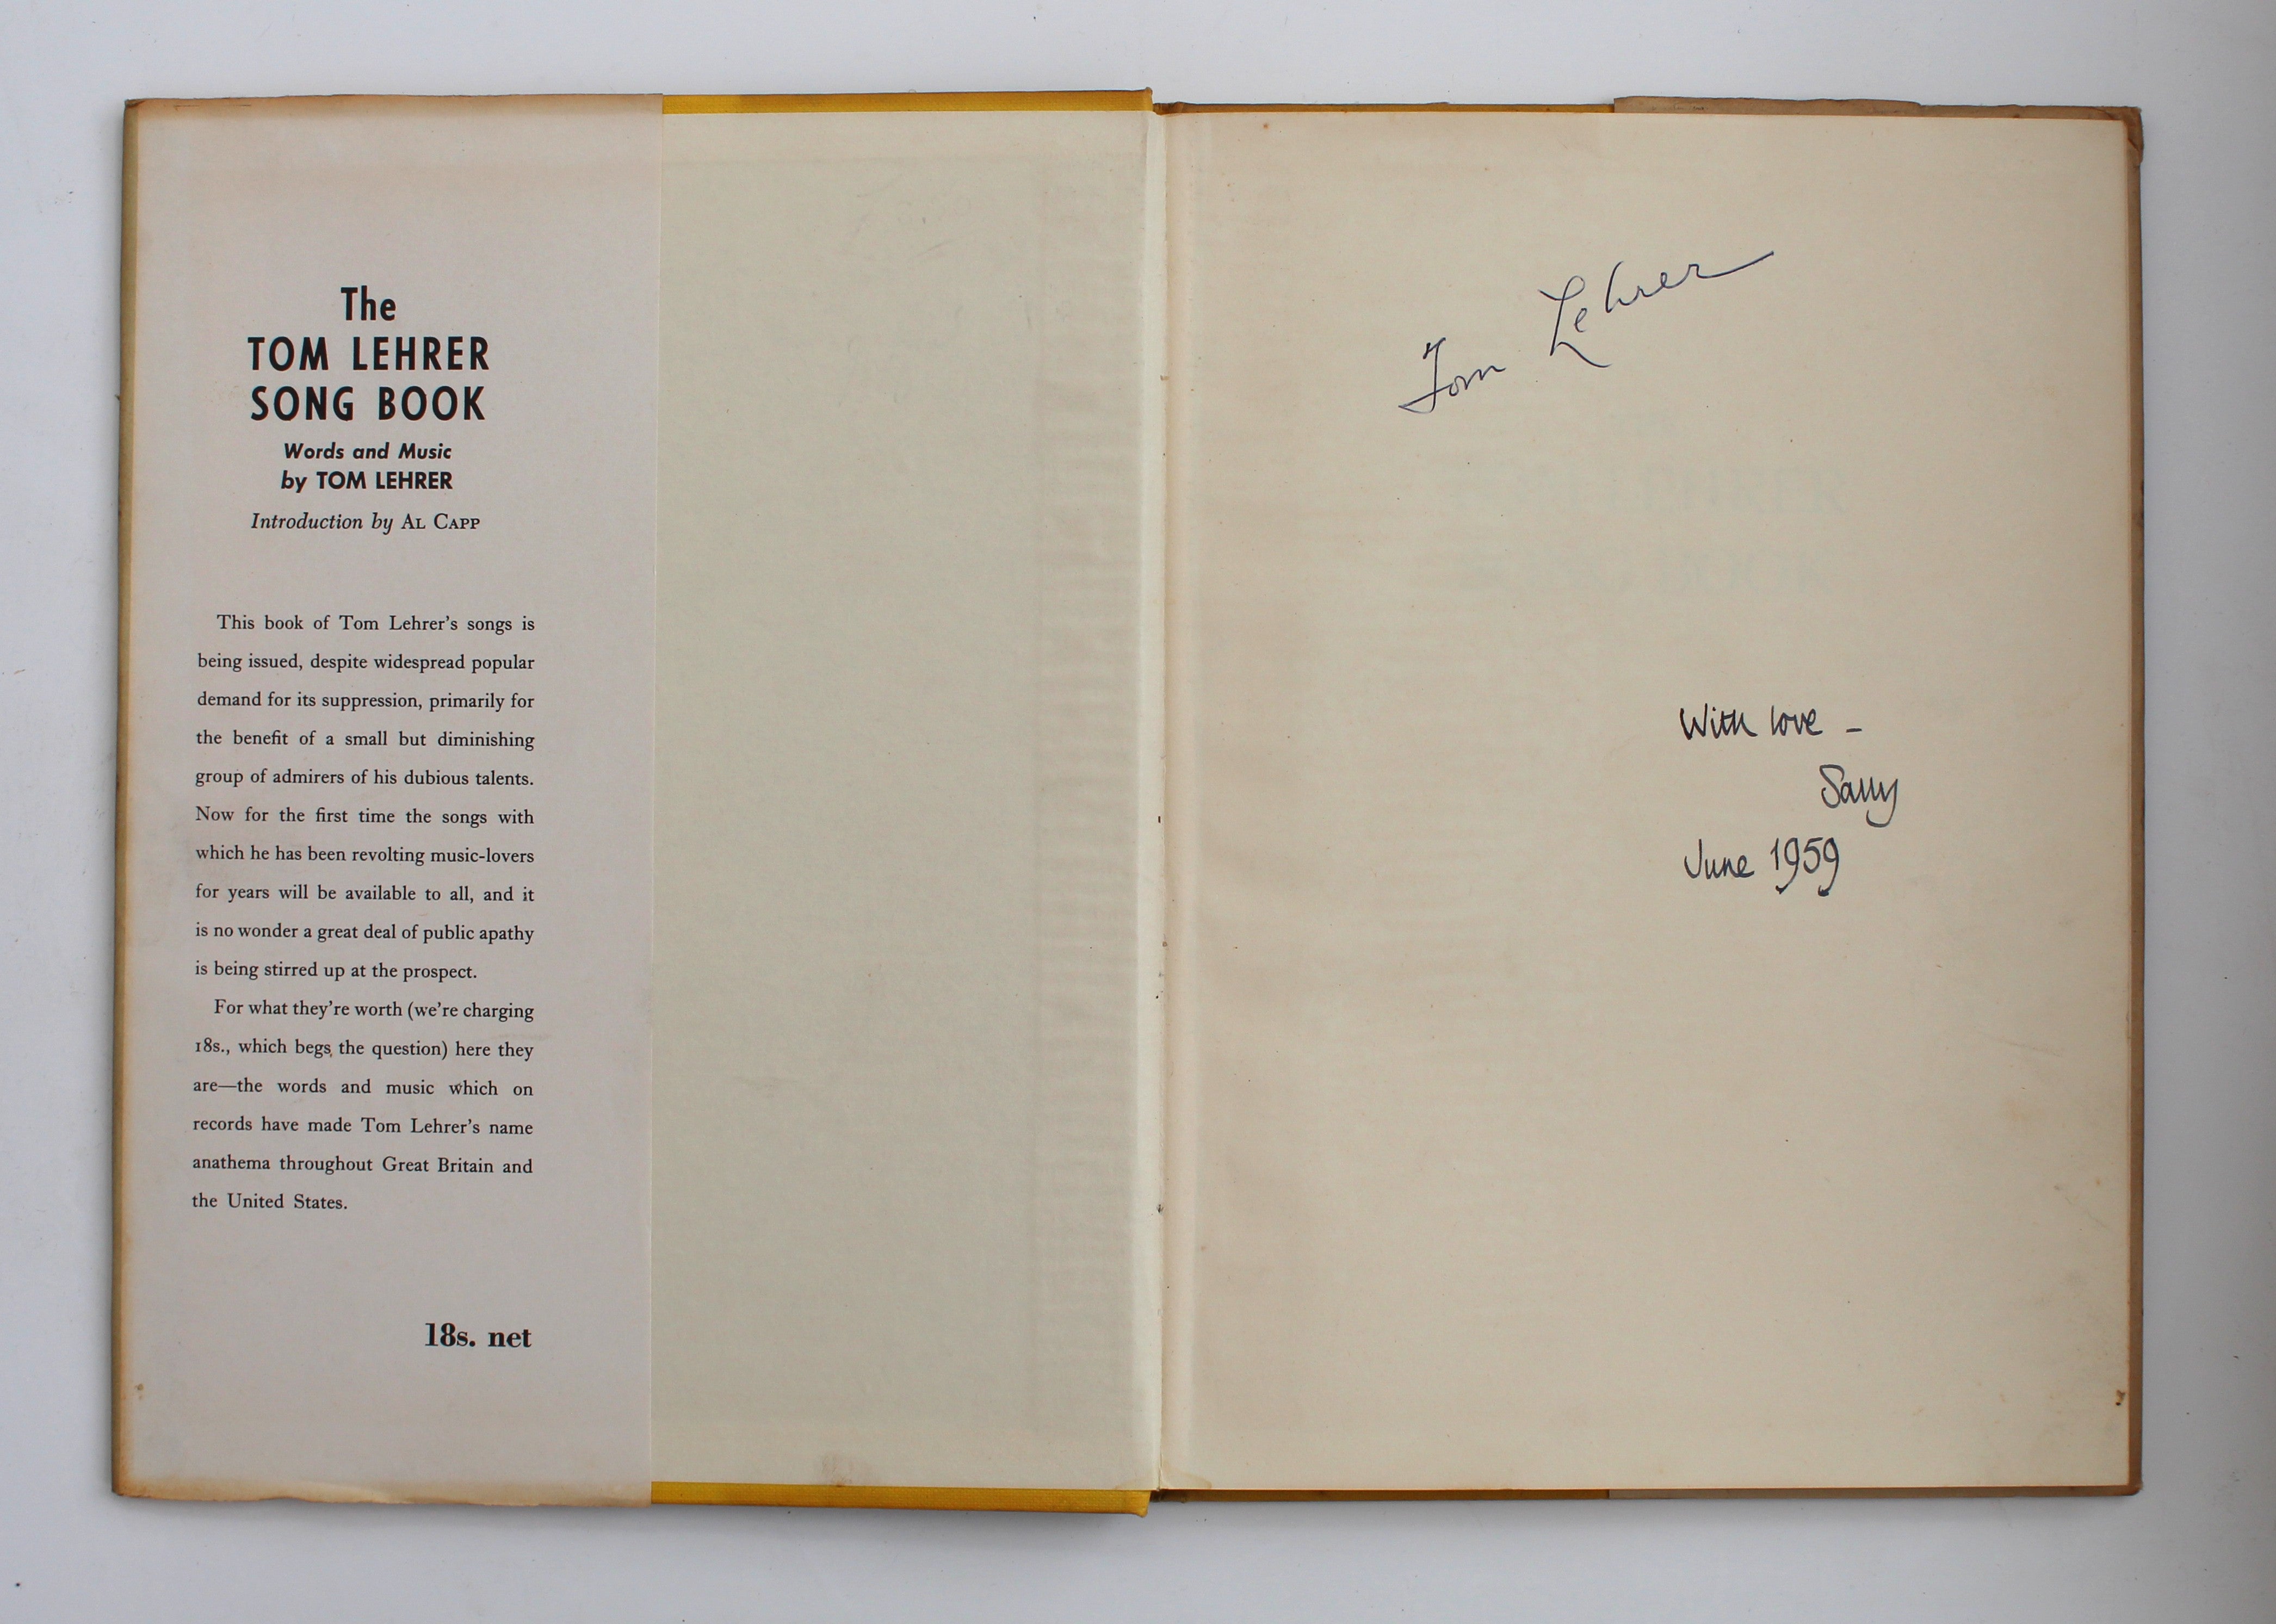 The
TOM LEHRER
SONG BOOK
Words and Music
by TOM LEHRER
Introduction by AL CAPP
This book of Tom Lehrer's songs is
being issued, despite widespread popular
demand for its suppression, primarily for
the benefit of a small but diminishing
group of admirers of his dubious talents.
Now for the first time the songs with
which he has been revolting music-lovers
for years will be available to all, and it
is no wonder a great deal of public apathy
is being stirred up at the prospect.
For what they're worth (we're charging
18s., which begs the question) here they
are—the words and music which on
records have made Tom Lehrer's name
anathema throughout Great Britain and
the United States.
18s. net
Tom Lehrer
With love –
Sally
June 1959